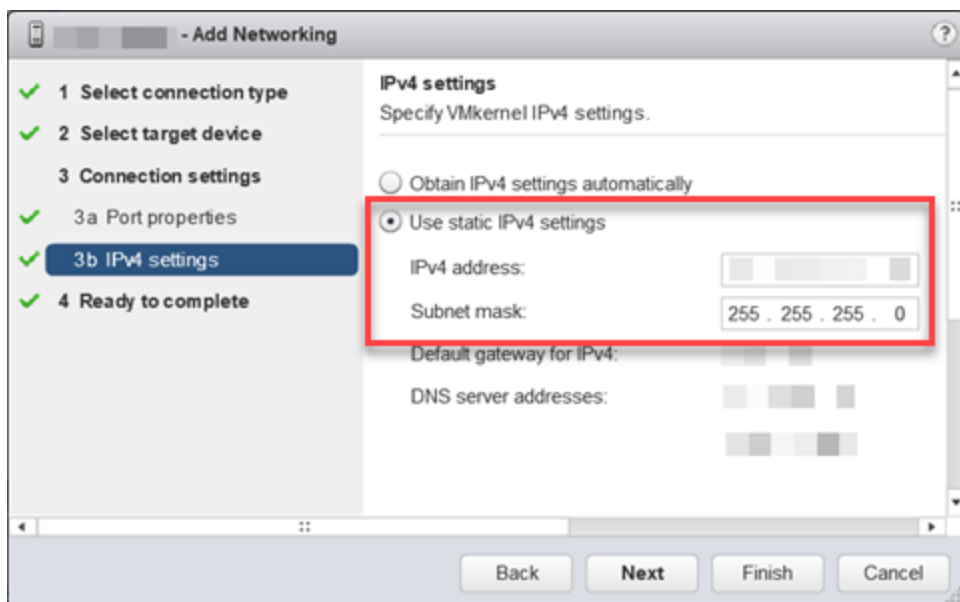 - Add Networking
?
1 Select connection type
2 Select target device
3 Connection settings
3a Port properties
3b IPv4 settings
4 Ready to complete
IPv4 settings
Specify VMkernel IPv4 settings.
Obtain IPv4 settings automatically
Use static IPv4 settings
IPv4 address:
Subnet mask: 255 . 255 . 255 . 0
Default gateway for IPv4:
DNS server addresses:
Back Next Finish Cancel